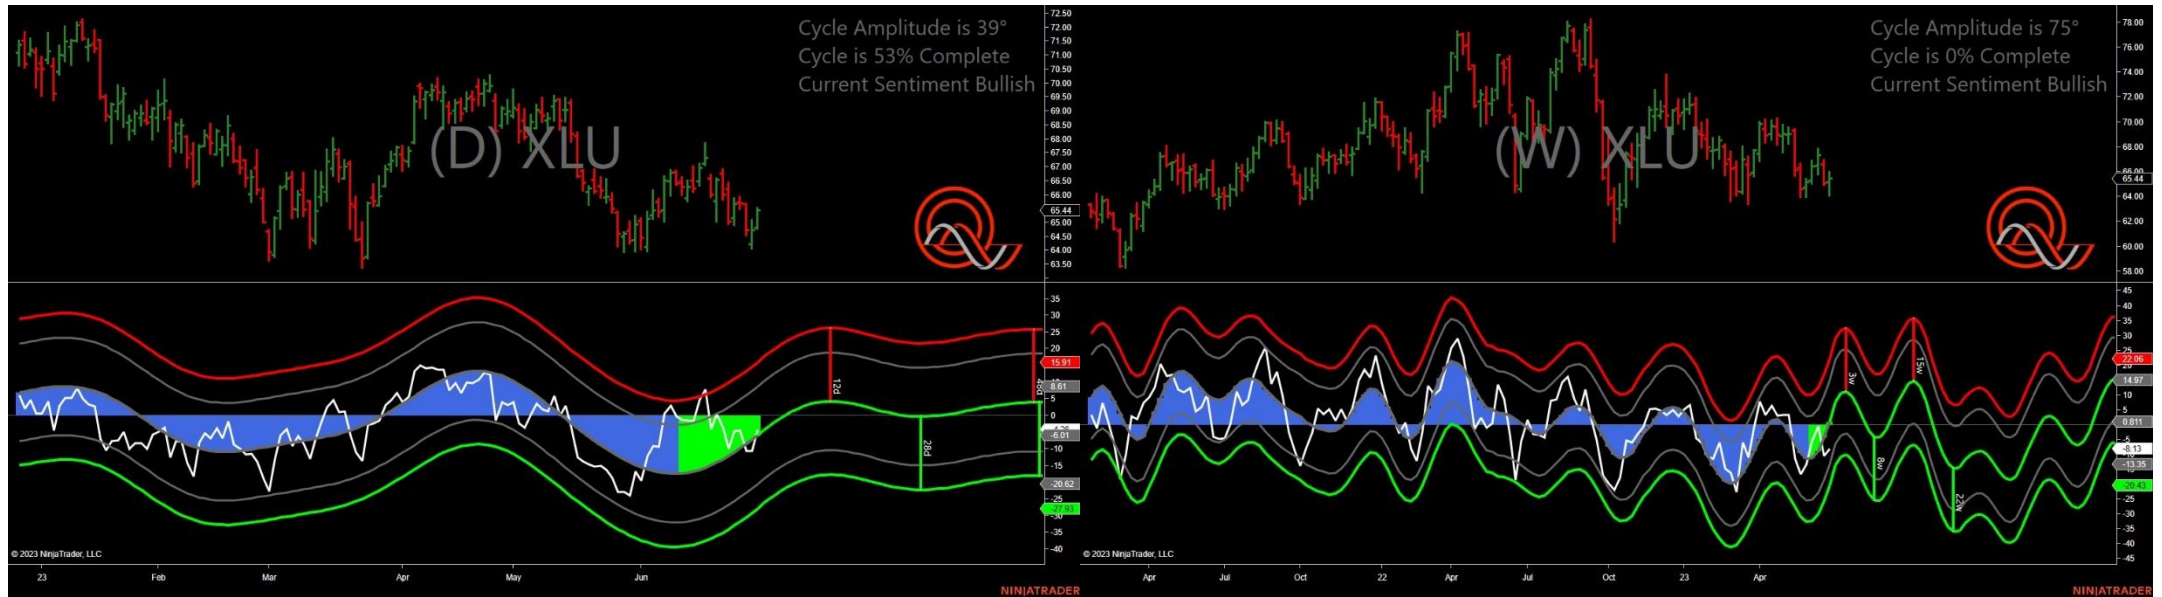 Cycle Amplitude is 39°
Cycle is 53% Complete
Current Sentiment Bullish
(D) XLU
72.50
72.00
71.50
71.00
70.50
70.00
69.50
69.00
68.50
68.00
67.50
67.00
66.50
66.00
65.44
65.00
64.50
64.00
63.50
35
30
25
20
15.91
8.61
5
0
-6.01
-10
-15
-20.62
-25
-27.93
-35
-40
12d
28d
© 2023 NinjaTrader, LLC
23
Feb
Mar
Apr
May
Jun
NINJATRADER
Cycle Amplitude is 75°
Cycle is 0% Complete
Current Sentiment Bullish
(W) XLU
78.00
76.00
74.00
72.00
70.00
68.00
66.00
65.44
64.00
62.00
60.00
58.00
45
40
35
30
25
22.06
14.97
10
5
0.811
-5
-8.13
-13.35
-20.43
-25
-30
-35
-40
-45
3w
15w
8w
22w
© 2023 NinjaTrader, LLC
Apr
Jul
Oct
22
Apr
Jul
Oct
23
Apr
NINJATRADER